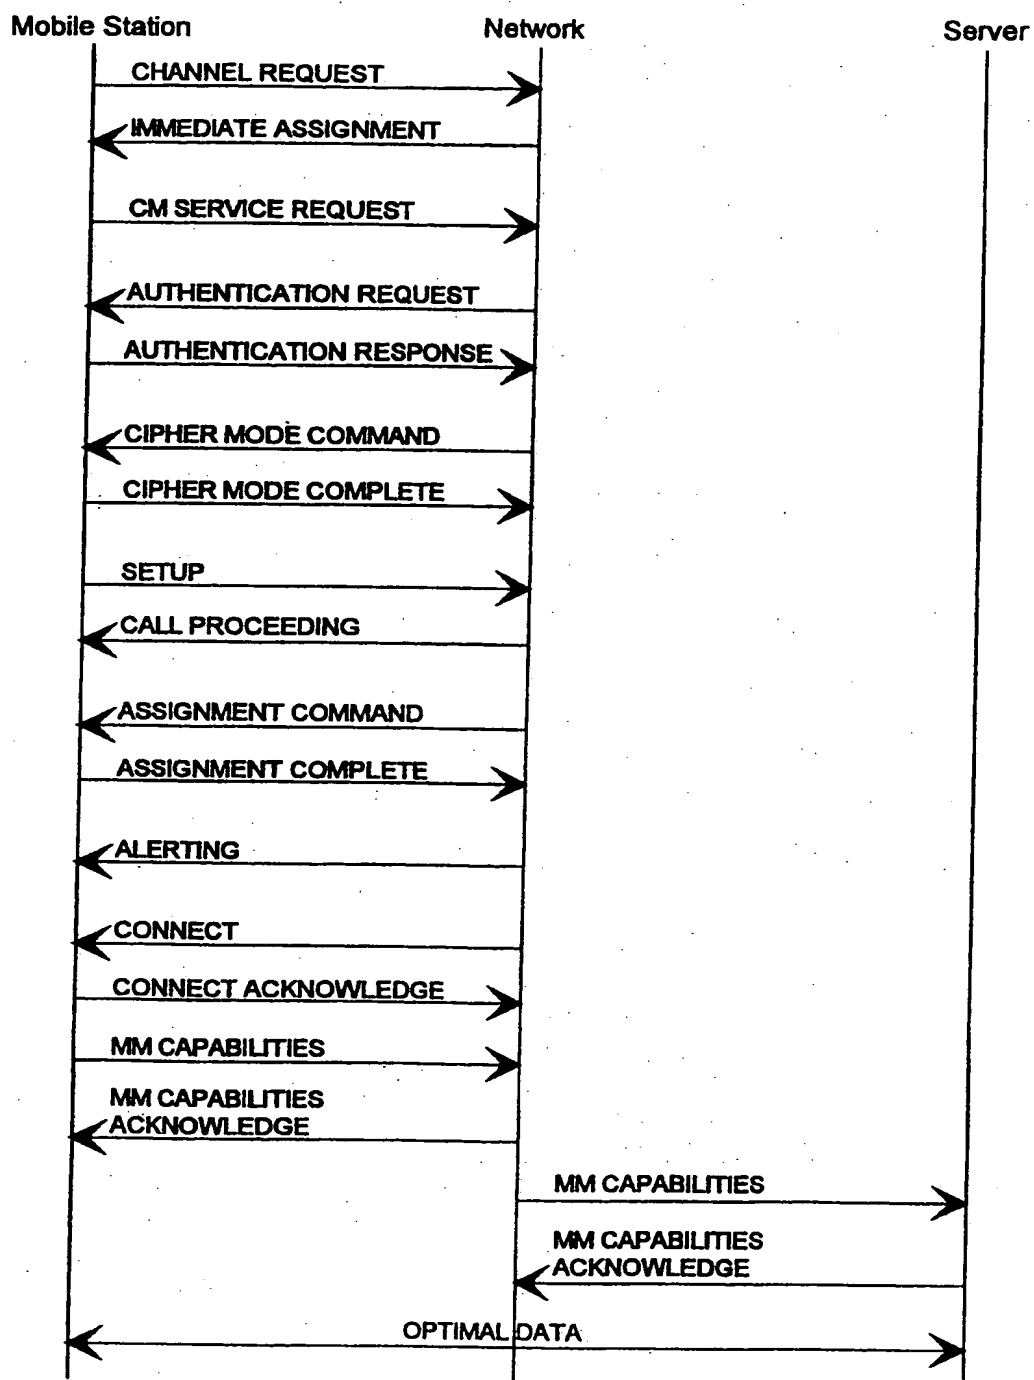 Mobile Station
Network
Server
CHANNEL REQUEST
IMMEDIATE ASSIGNMENT
CM SERVICE REQUEST
AUTHENTICATION REQUEST
AUTHENTICATION RESPONSE
CIPHER MODE COMMAND
CIPHER MODE COMPLETE
SETUP
CALL PROCEEDING
ASSIGNMENT COMMAND
ASSIGNMENT COMPLETE
ALERTING
CONNECT
CONNECT ACKNOWLEDGE
MM CAPABILITIES
MM CAPABILITIES
ACKNOWLEDGE
MM CAPABILITIES
MM CAPABILITIES
ACKNOWLEDGE
OPTIMAL DATA